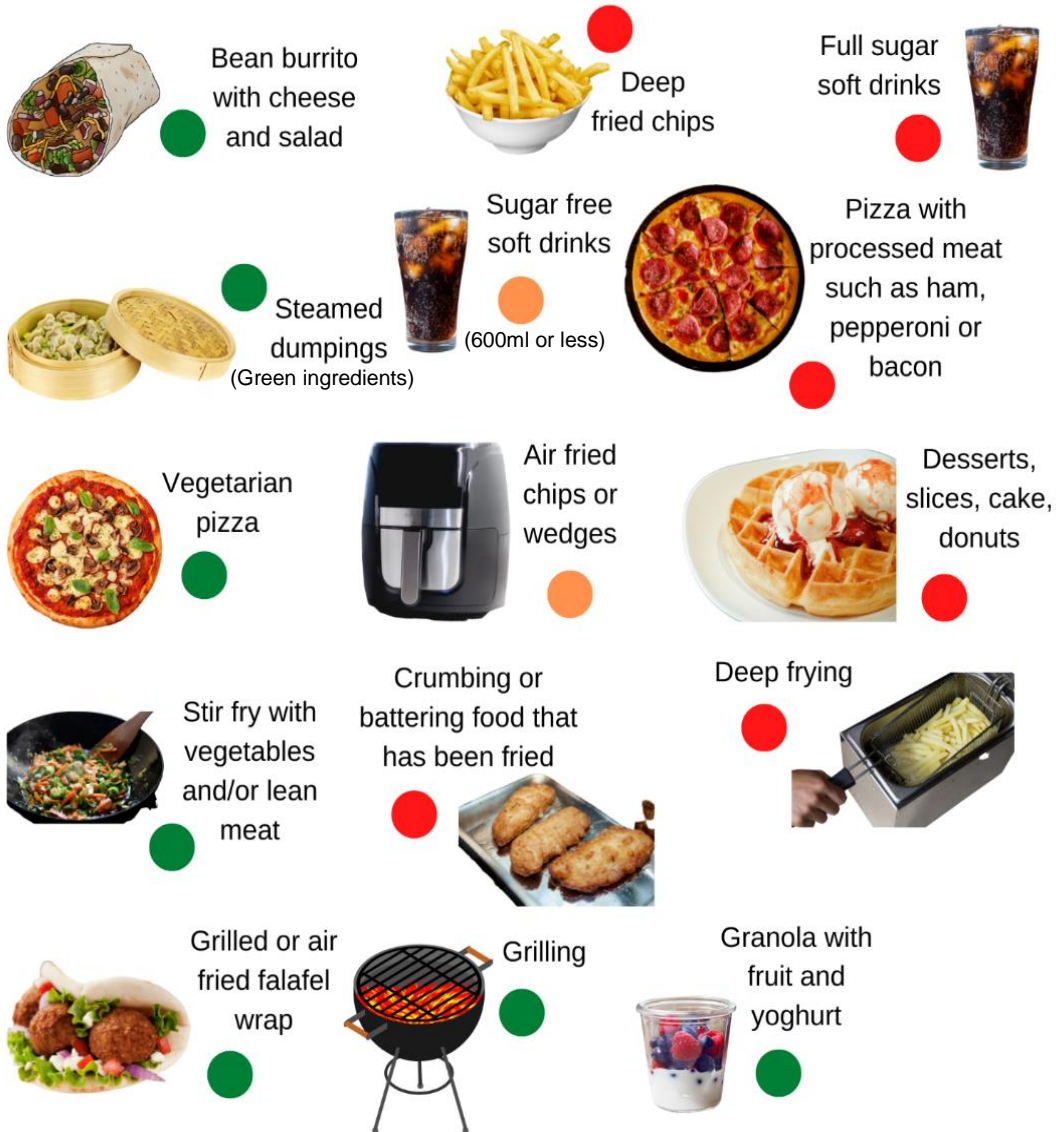 Bean burrito
with cheese
and salad
Deep
fried chips
Full sugar
soft drinks
Steamed
dumpings
(Green ingredients)
Sugar free
soft drinks
(600ml or less)
Pizza with
processed meat
such as ham,
pepperoni or
bacon
Vegetarian
pizza
Air fried
chips or
wedges
Desserts,
slices, cake,
donuts
Stir fry with
vegetables
and/or lean
meat
Crumbing or
battering food that
has been fried
Deep frying
Grilled or air
fried falafel
wrap
Grilling
Granola with
fruit and
yoghurt